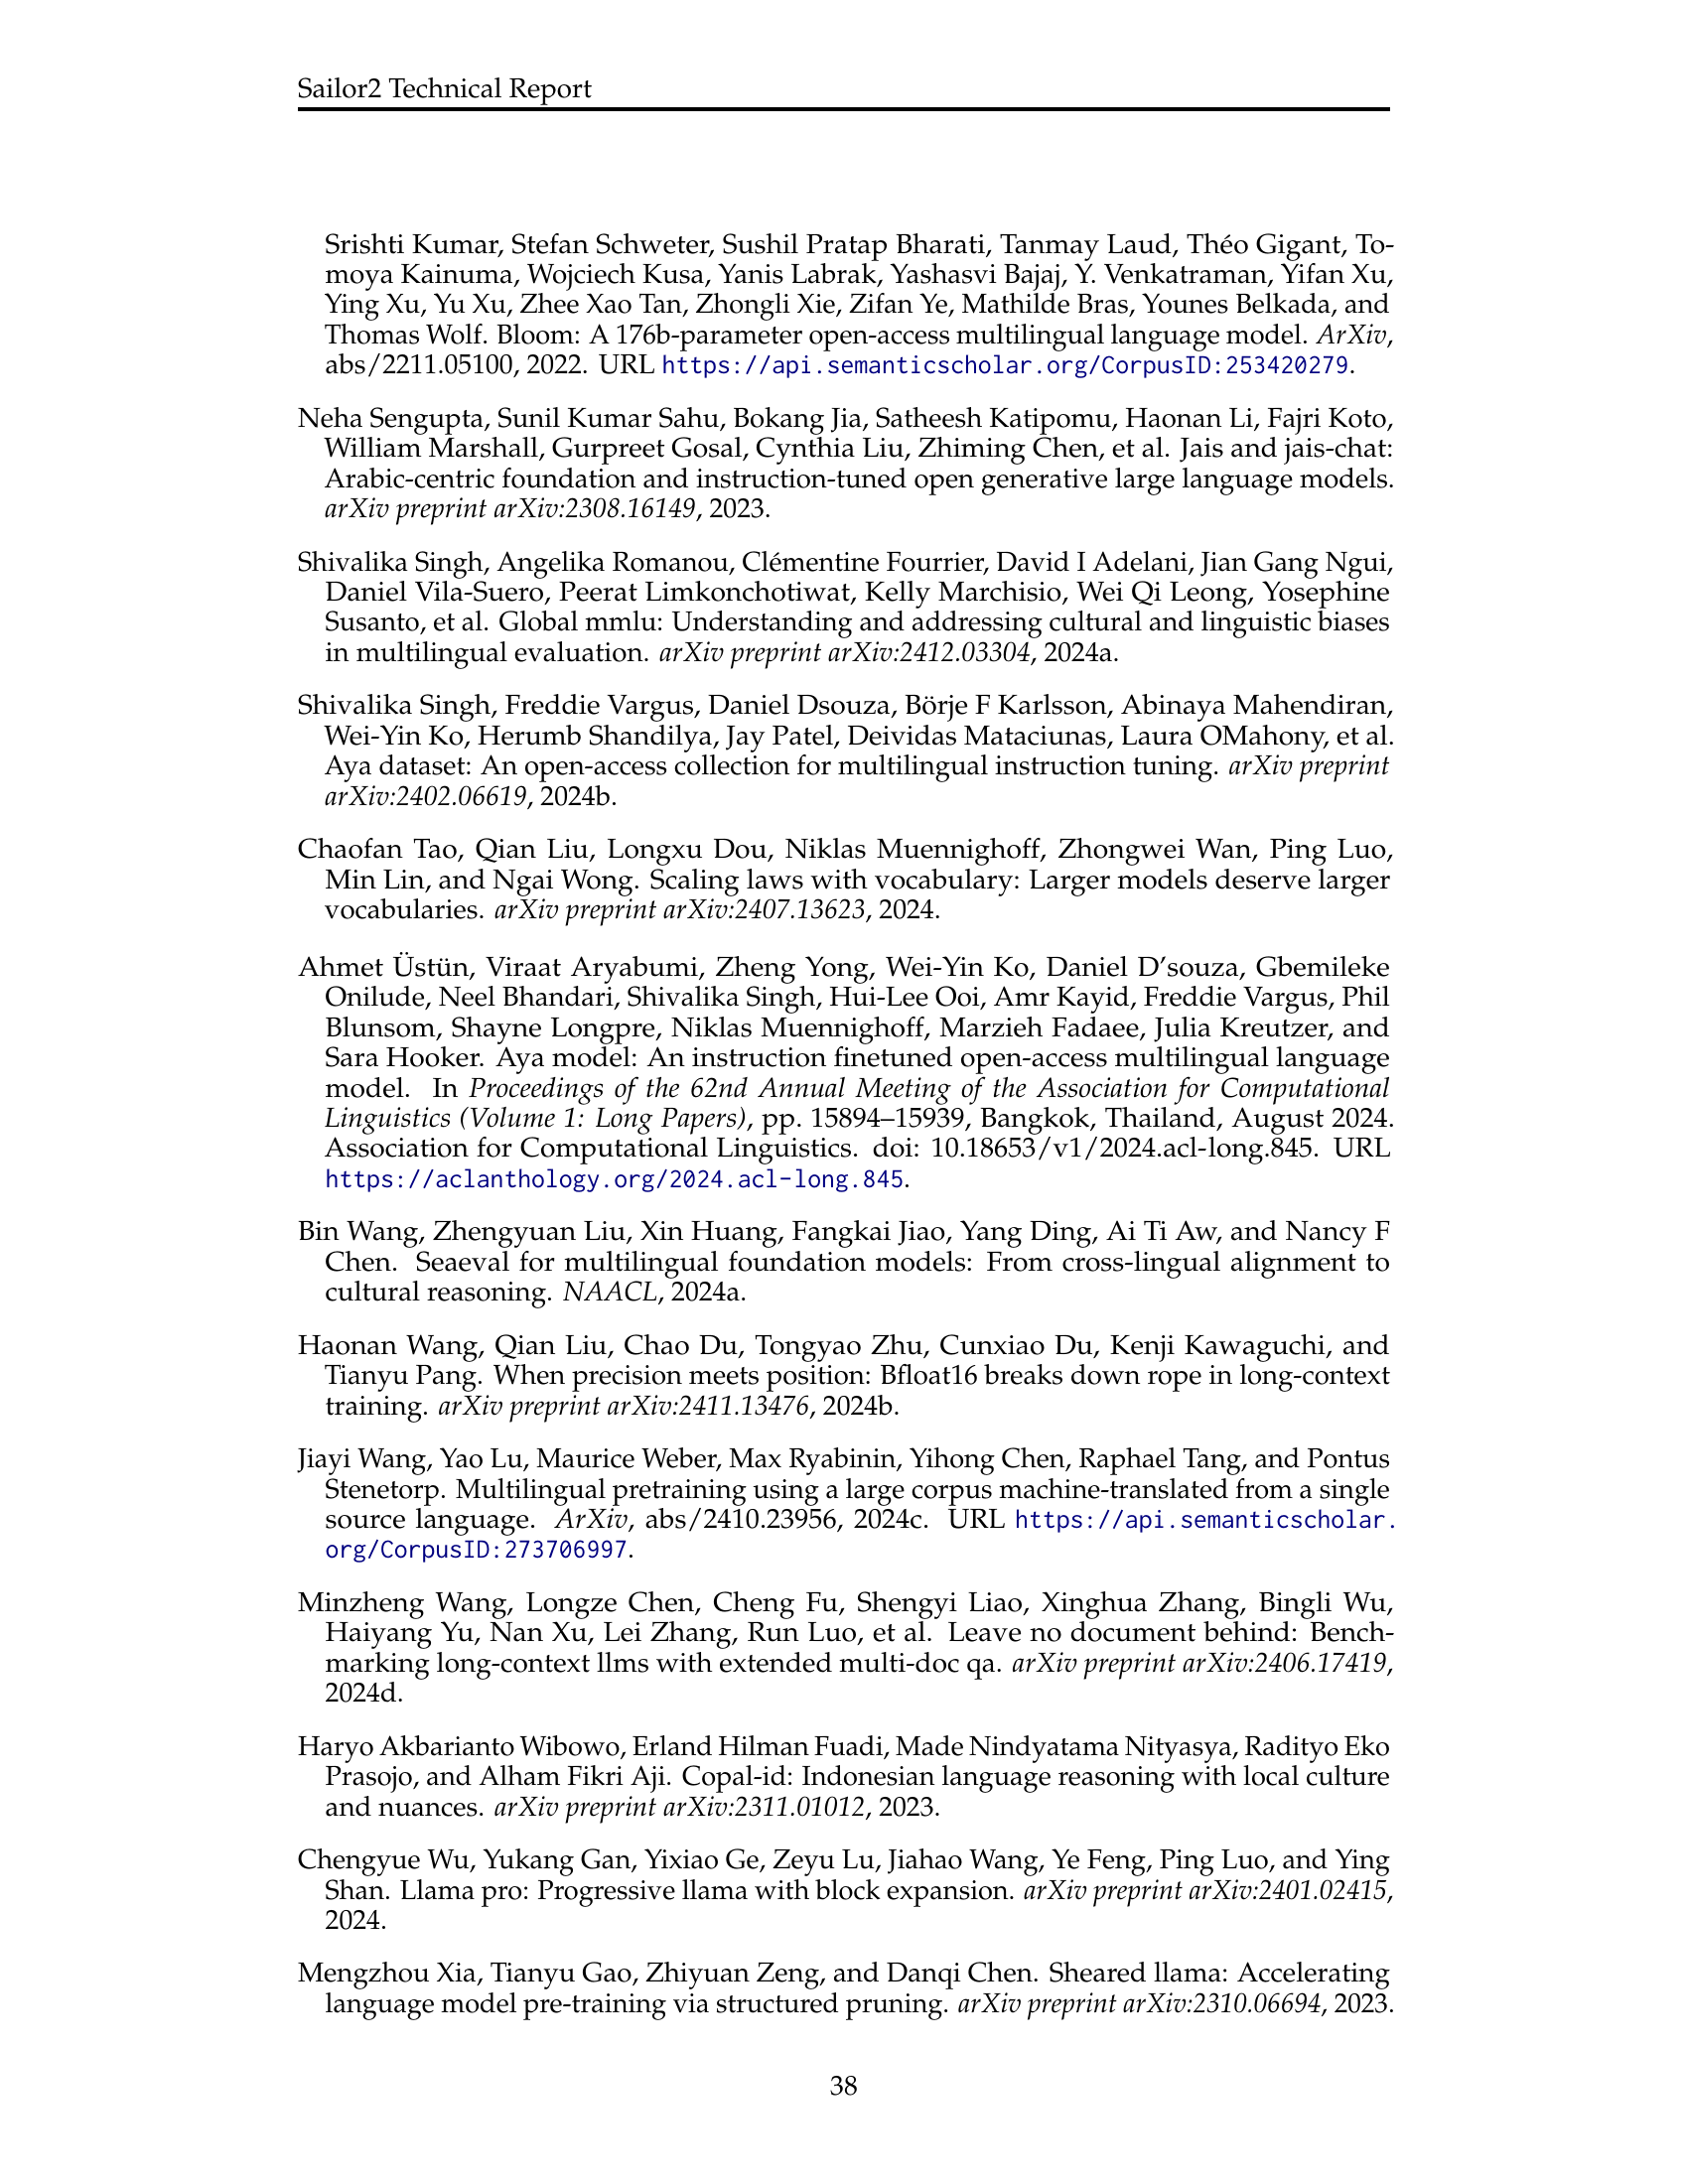 Sailor2 Technical Report
Srishti Kumar, Stefan Schweter, Sushil Pratap Bharati, Tanmay Laud, Théo Gigant, To-
moya Kainuma, Wojciech Kusa, Yanis Labrak, Yashasvi Bajaj, Y. Venkatraman, Yifan Xu,
Ying Xu, Yu Xu, Zhee Xao Tan, Zhongli Xie, Zifan Ye, Mathilde Bras, Younes Belkada, and
Thomas Wolf. Bloom: A 176b-parameter open-access multilingual language model. ArXiv,
abs/2211.05100, 2022. URL https://api.semanticscholar.org/CorpusID:253420279.
Neha Sengupta, Sunil Kumar Sahu, Bokang Jia, Satheesh Katipomu, Haonan Li, Fajri Koto,
William Marshall, Gurpreet Gosal, Cynthia Liu, Zhiming Chen, et al. Jais and jais-chat:
Arabic-centric foundation and instruction-tuned open generative large language models.
arXiv preprint arXiv:2308.16149, 2023.
Shivalika Singh, Angelika Romanou, Clémentine Fourrier, David I Adelani, Jian Gang Ngui,
Daniel Vila-Suero, Peerat Limkonchotiwat, Kelly Marchisio, Wei Qi Leong, Yosephine
Susanto, et al. Global mmlu: Understanding and addressing cultural and linguistic biases
in multilingual evaluation. arXiv preprint arXiv:2412.03304, 2024a.
Shivalika Singh, Freddie Vargus, Daniel Dsouza, Börje F Karlsson, Abinaya Mahendiran,
Wei-Yin Ko, Herumb Shandilya, Jay Patel, Deividas Mataciunas, Laura OMahony, et al.
Aya dataset: An open-access collection for multilingual instruction tuning. arXiv preprint
arXiv:2402.06619, 2024b.
Chaofan Tao, Qian Liu, Longxu Dou, Niklas Muennighoff, Zhongwei Wan, Ping Luo,
Min Lin, and Ngai Wong. Scaling laws with vocabulary: Larger models deserve larger
vocabularies. arXiv preprint arXiv:2407.13623, 2024.
Ahmet Üstün, Viraat Aryabumi, Zheng Yong, Wei-Yin Ko, Daniel D'souza, Gbemileke
Onilude, Neel Bhandari, Shivalika Singh, Hui-Lee Ooi, Amr Kayid, Freddie Vargus, Phil
Blunsom, Shayne Longpre, Niklas Muennighoff, Marzieh Fadaee, Julia Kreutzer, and
Sara Hooker. Aya model: An instruction finetuned open-access multilingual language
model. In Proceedings of the 62nd Annual Meeting of the Association for Computational
Linguistics (Volume 1: Long Papers), pp. 15894–15939, Bangkok, Thailand, August 2024.
Association for Computational Linguistics. doi: 10.18653/v1/2024.acl-long.845. URL
https://aclanthology.org/2024.acl-long.845.
Bin Wang, Zhengyuan Liu, Xin Huang, Fangkai Jiao, Yang Ding, Ai Ti Aw, and Nancy F
Chen. Seaeval for multilingual foundation models: From cross-lingual alignment to
cultural reasoning. NAACL, 2024a.
Haonan Wang, Qian Liu, Chao Du, Tongyao Zhu, Cunxiao Du, Kenji Kawaguchi, and
Tianyu Pang. When precision meets position: Bfloat16 breaks down rope in long-context
training. arXiv preprint arXiv:2411.13476, 2024b.
Jiayi Wang, Yao Lu, Maurice Weber, Max Ryabinin, Yihong Chen, Raphael Tang, and Pontus
Stenetorp. Multilingual pretraining using a large corpus machine-translated from a single
source language. ArXiv, abs/2410.23956, 2024c. URL https://api.semanticscholar.
org/CorpusID:273706997.
Minzheng Wang, Longze Chen, Cheng Fu, Shengyi Liao, Xinghua Zhang, Bingli Wu,
Haiyang Yu, Nan Xu, Lei Zhang, Run Luo, et al. Leave no document behind: Bench-
marking long-context llms with extended multi-doc qa. arXiv preprint arXiv:2406.17419,
2024d.
Haryo Akbarianto Wibowo, Erland Hilman Fuadi, Made Nindyatama Nityasya, Radityo Eko
Prasojo, and Alham Fikri Aji. Copal-id: Indonesian language reasoning with local culture
and nuances. arXiv preprint arXiv:2311.01012, 2023.
Chengyue Wu, Yukang Gan, Yixiao Ge, Zeyu Lu, Jiahao Wang, Ye Feng, Ping Luo, and Ying
Shan. Llama pro: Progressive llama with block expansion. arXiv preprint arXiv:2401.02415,
2024.
Mengzhou Xia, Tianyu Gao, Zhiyuan Zeng, and Danqi Chen. Sheared llama: Accelerating
language model pre-training via structured pruning. arXiv preprint arXiv:2310.06694, 2023.
38